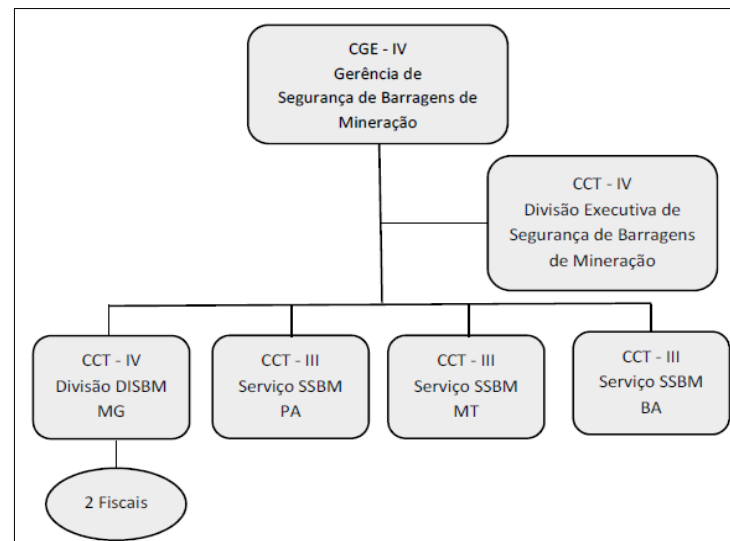 CGE - IV
Gerência de
Segurança de Barragens de
Mineração
CCT - IV
Divisão Executiva de
Segurança de Barragens
de Mineração
CCT - IV
Divisão DISBM
MG
CCT - III
Serviço SSBM
PA
CCT - III
Serviço SSBM
MT
CCT - III
Serviço SSBM
BA
2 Fiscais